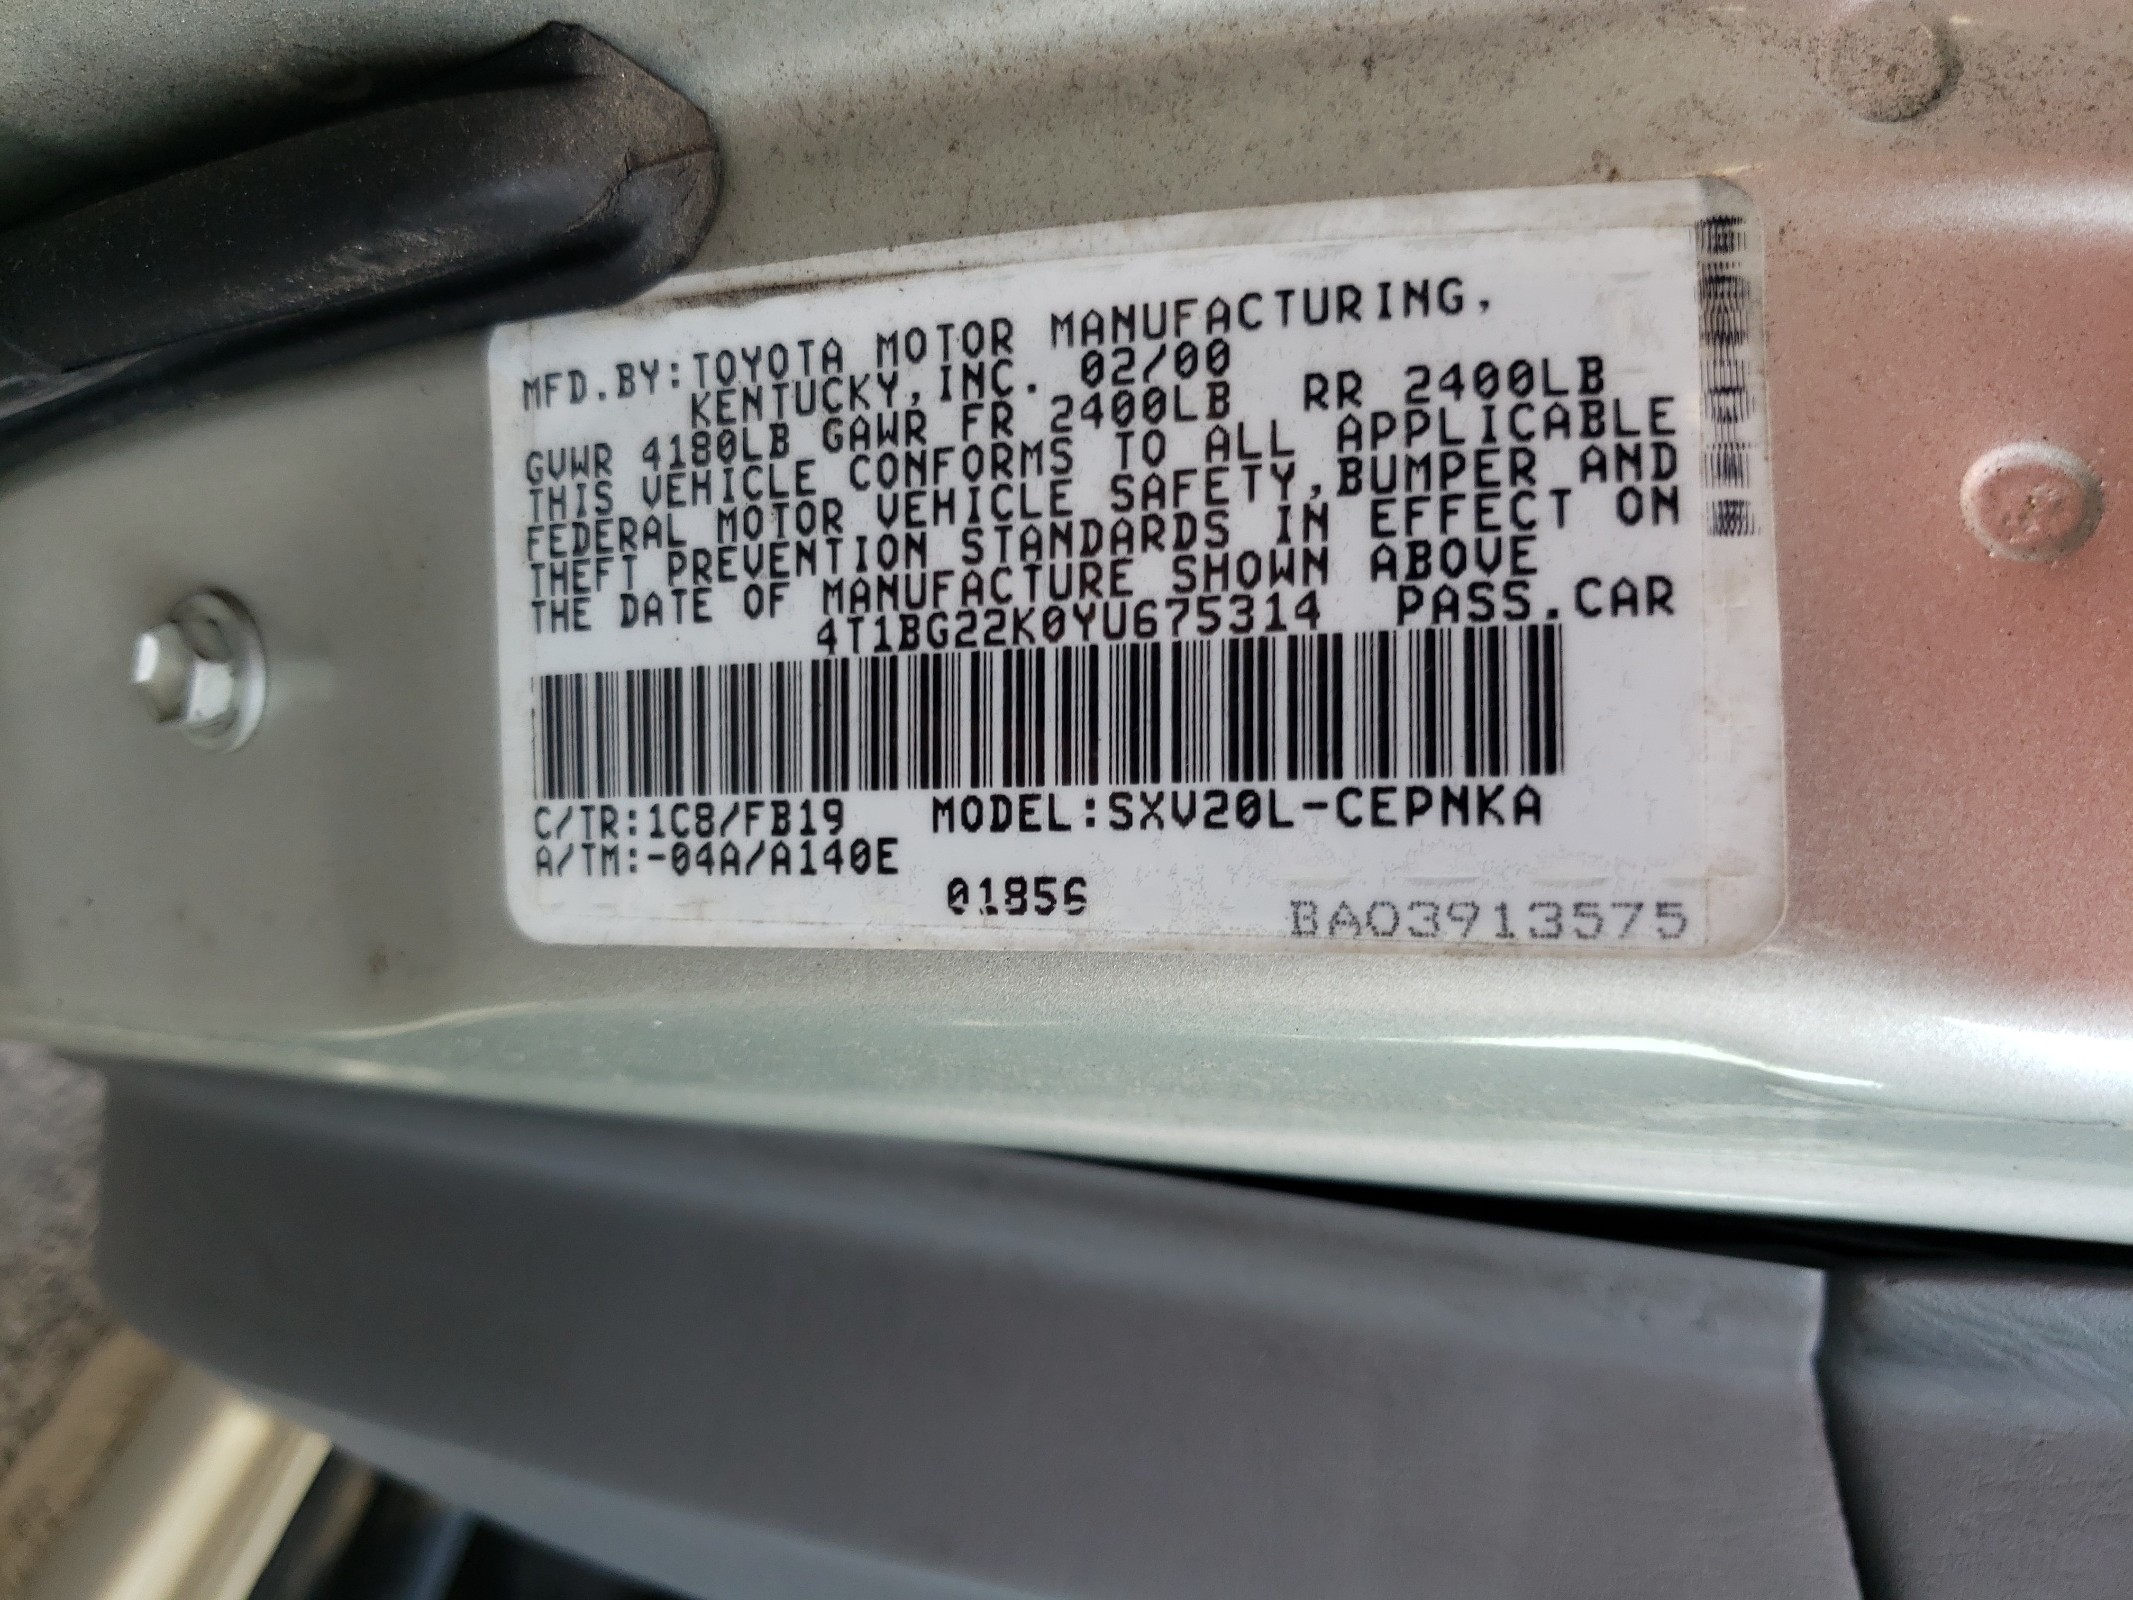 MFD.BY:TOYOTA MOTOR MANUFACTURING,
KENTUCKY,INC. 02/00
GVWR 4180LB GAWR FR 2400LB RR 2400LB
THIS VEHICLE CONFORMS TO ALL APPLICABLE
FEDERAL MOTOR VEHICLE SAFETY,BUMPER AND
THEFT PREVENTION STANDARDS IN EFFECT ON
THE DATE OF MANUFACTURE SHOWN ABOVE
4T1BG22K0YU675314 PASS.CAR
C/TR:1C8/FB19 MODEL:SXV20L-CEPNKA
A/TM:-04A/A140E
01856
BA03913575